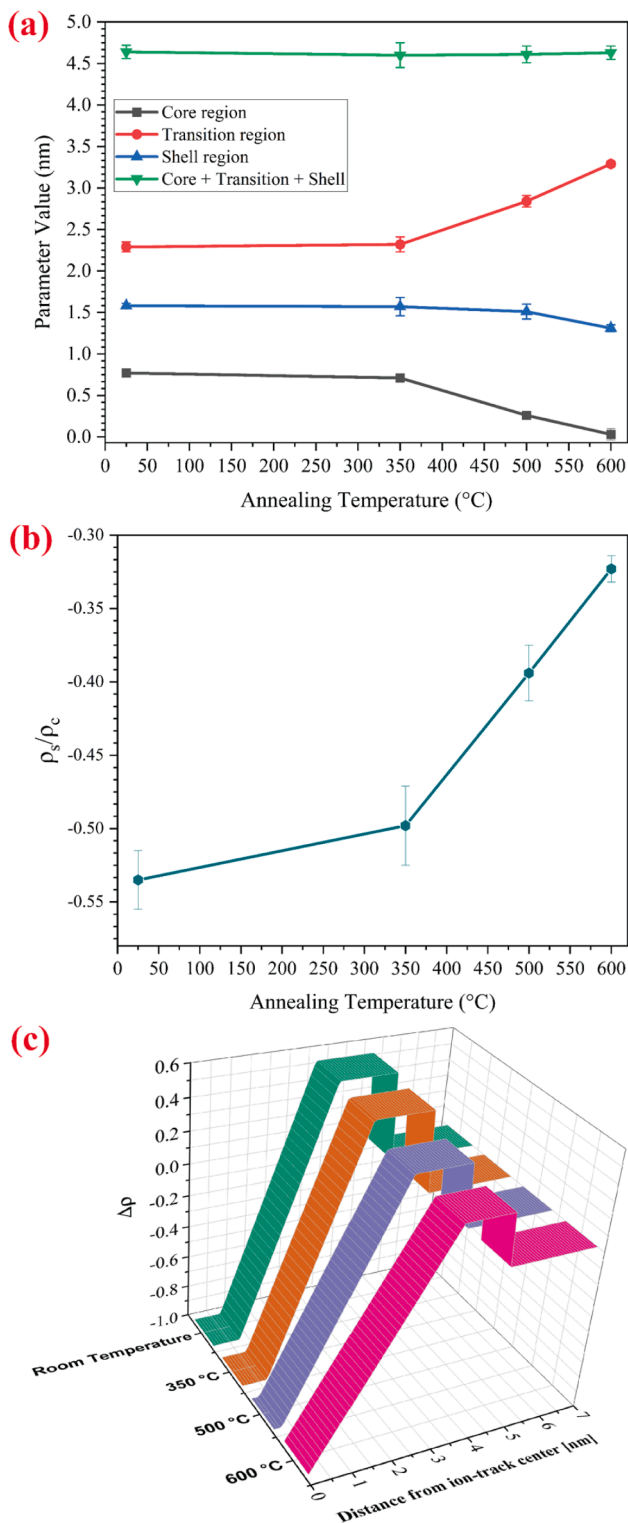 (a)
5.0
4.5
4.0
3.5
3.0
2.5
2.0
1.5
1.0
0.5
0.0
Parameter Value (nm)
Core region
Transition region
Shell region
Core + Transition + Shell
0 50 100 150 200 250 300 350 400 450 500 550 600
Annealing Temperature (°C)
(b)
-0.30
-0.35
-0.40
-0.45
-0.50
-0.55
ρs/ρc
0 50 100 150 200 250 300 350 400 450 500 550 600
Annealing Temperature (°C)
(c)
0.6
0.4
0.2
0.0
-0.2
-0.4
-0.6
-0.8
-1.0
Δρ
Room Temperature
350 °C
500 °C
600 °C
0 1 2 3 4 5 6 7
Distance from ion-track center [nm]